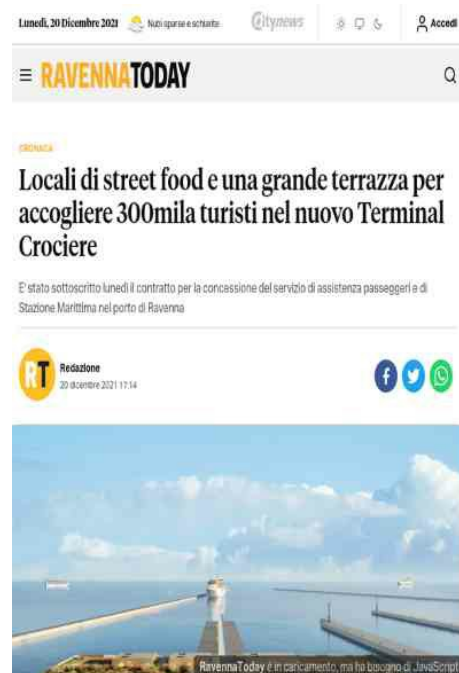 Lunedì, 20 Dicembre 2021 Nubi sparse e schiarite citynews Accedi
RAVENNATODAY
CRONACA
Locali di street food e una grande terrazza per
accogliere 300mila turisti nel nuovo Terminal
Crociere
E' stato sottoscritto lunedì il contratto per la concessione del servizio di assistenza passeggeri e di
Stazione Marittima nel porto di Ravenna
RT
Redazione
20 dicembre 2021 17:14
RavennaToday è in caricamento, ma ha bisogno di JavaScript